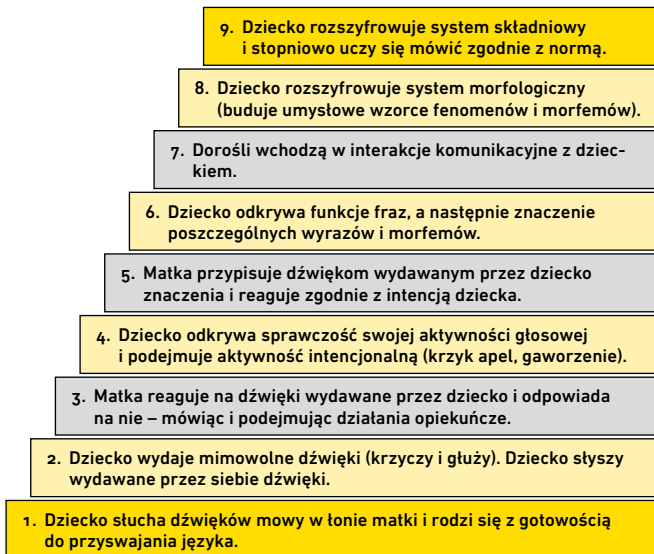 9. Dziecko rozszyfrowuje system składniowy
i stopniowo uczy się mówić zgodnie z normą.
8. Dziecko rozszyfrowuje system morfologiczny
(buduje umysłowe wzorce fenomenów i morfemów).
7. Dorośli wchodzą w interakcje komunikacyjne z dziec-
kiem.
6. Dziecko odkrywa funkcje fraz, a następnie znaczenie
poszczególnych wyrazów i morfemów.
5. Matka przypisuje dźwiękom wydawanym przez dziecko
znaczenia i reaguje zgodnie z intencją dziecka.
4. Dziecko odkrywa sprawczość swojej aktywności głosowej
i podejmuje aktywność intencjonalną (krzyk apel, gaworzenie).
3. Matka reaguje na dźwięki wydawane przez dziecko i odpowiada
na nie – mówiąc i podejmując działania opiekuńcze.
2. Dziecko wydaje mimowolne dźwięki (krzyczy i głuży). Dziecko słyszy
wydawane przez siebie dźwięki.
1. Dziecko słucha dźwięków mowy w łonie matki i rodzi się z gotowością
do przyswajania języka.